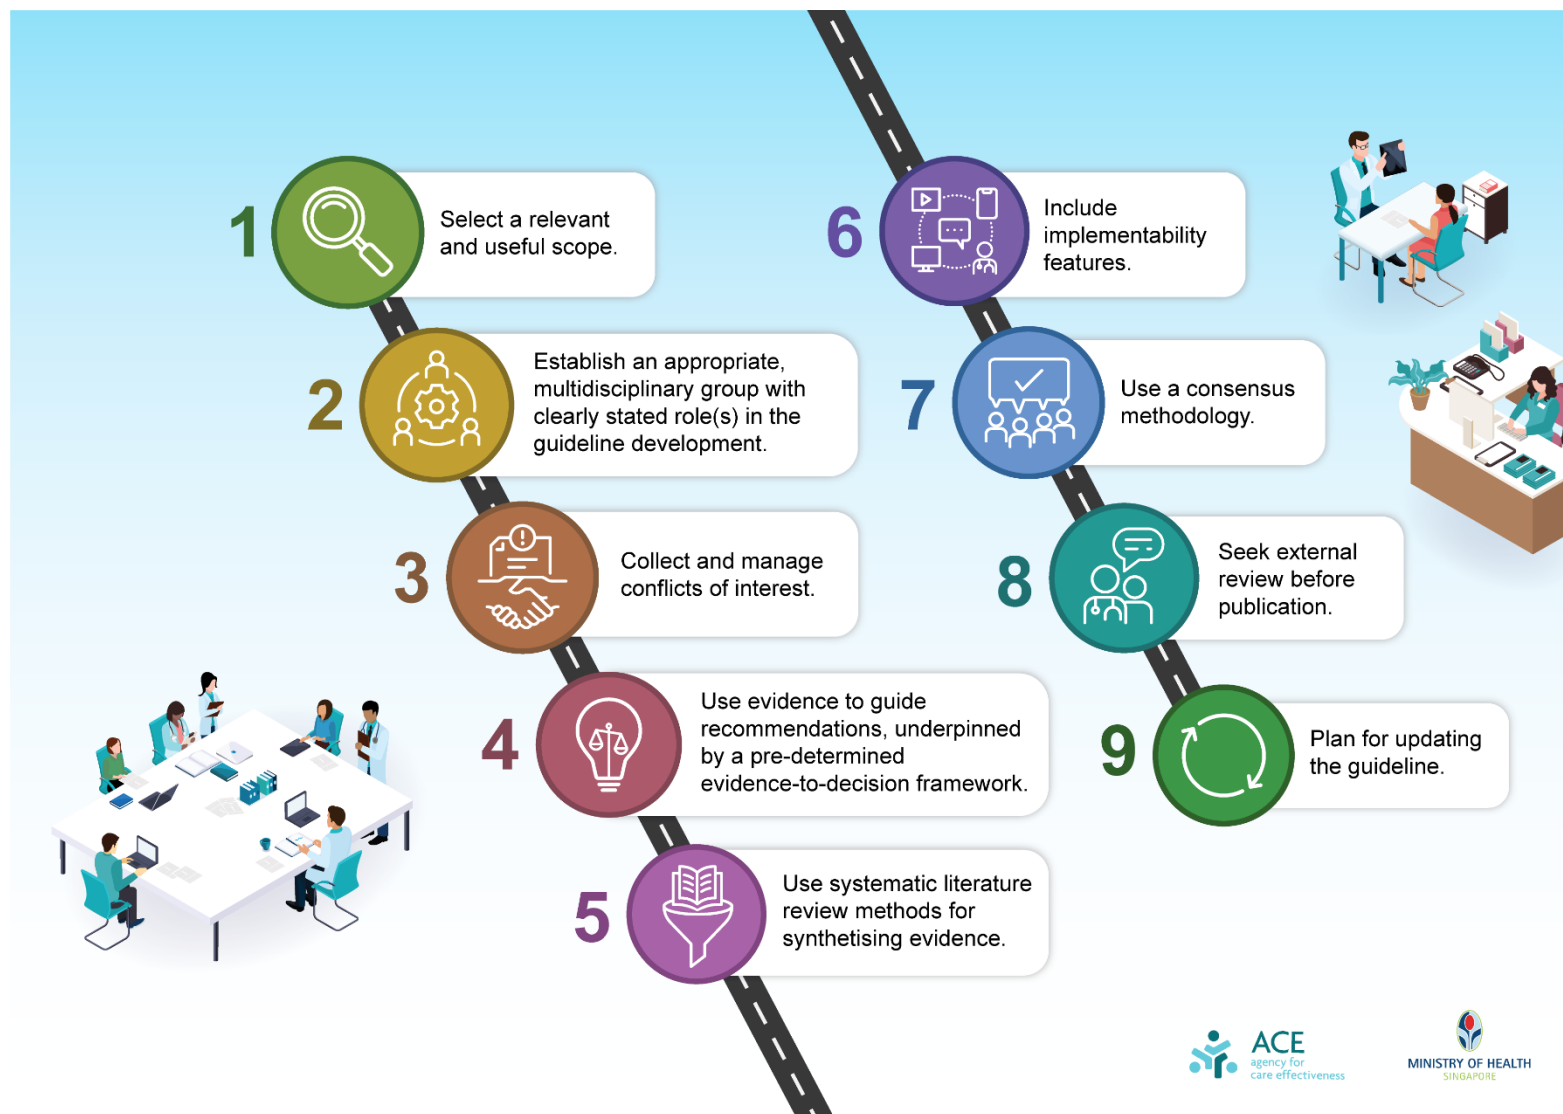 1
Select a relevant
and useful scope.
2
Establish an appropriate,
multidisciplinary group with
clearly stated role(s) in the
guideline development.
3
Collect and manage
conflicts of interest.
4
Use evidence to guide
recommendations, underpinned
by a pre-determined
evidence-to-decision framework.
5
Use systematic literature
review methods for
synthetising evidence.
6
Include
implementability
features.
7
Use a consensus
methodology.
8
Seek external
review before
publication.
9
Plan for updating
the guideline.
ACE
agency for
care effectiveness
MINISTRY OF HEALTH
SINGAPORE